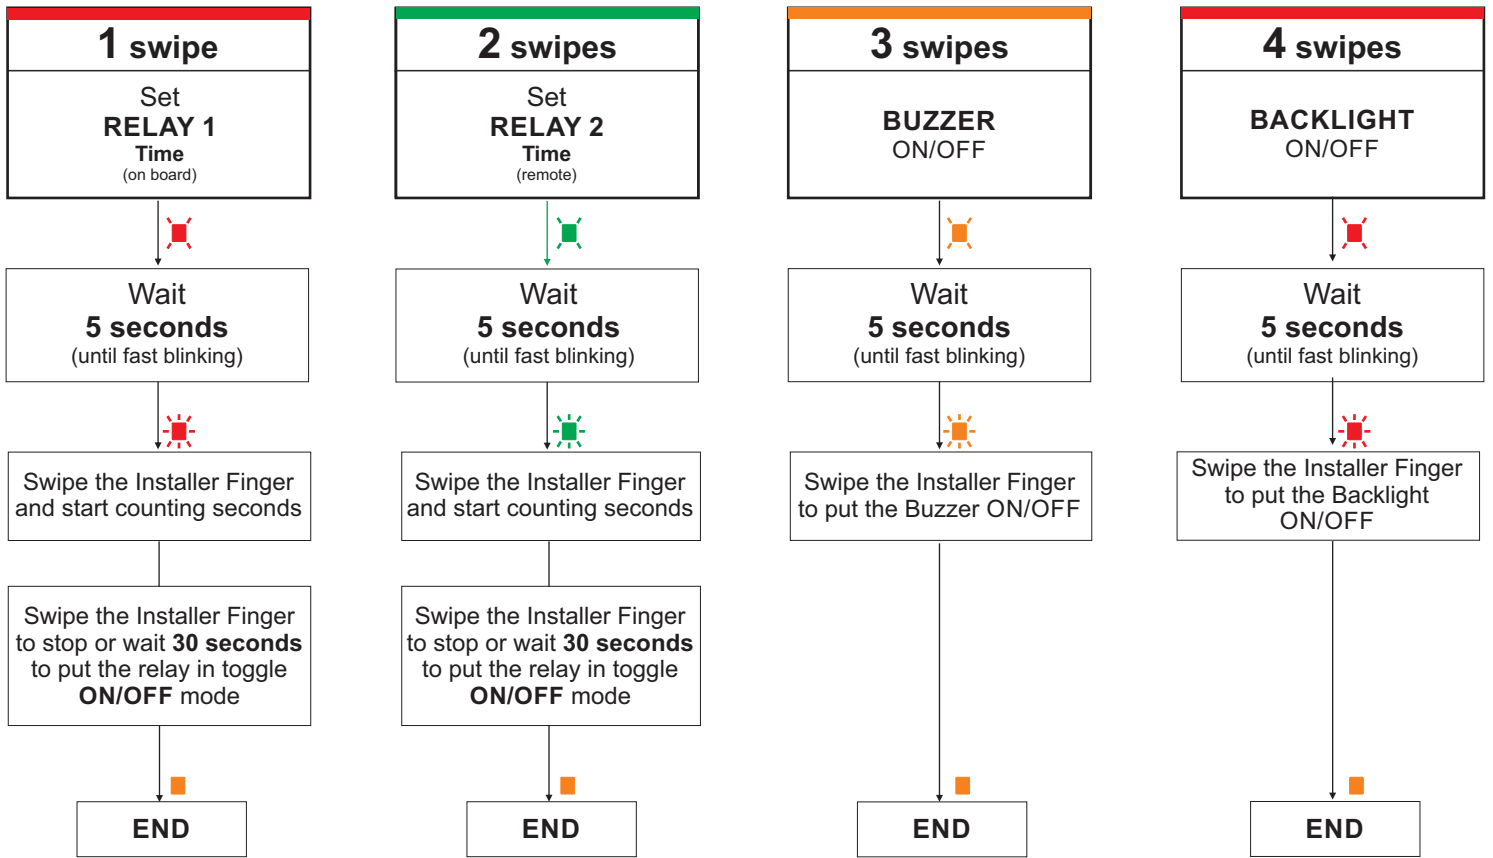 1 swipe
Set
RELAY 1
Time
(on board)
Wait
5 seconds
(until fast blinking)
Swipe the Installer Finger
and start counting seconds
Swipe the Installer Finger
to stop or wait 30 seconds
to put the relay in toggle
ON/OFF mode
END
2 swipes
Set
RELAY 2
Time
(remote)
Wait
5 seconds
(until fast blinking)
Swipe the Installer Finger
and start counting seconds
Swipe the Installer Finger
to stop or wait 30 seconds
to put the relay in toggle
ON/OFF mode
END
3 swipes
BUZZER
ON/OFF
Wait
5 seconds
(until fast blinking)
Swipe the Installer Finger
to put the Buzzer ON/OFF
END
4 swipes
BACKLIGHT
ON/OFF
Wait
5 seconds
(until fast blinking)
Swipe the Installer Finger
to put the Backlight
ON/OFF
END